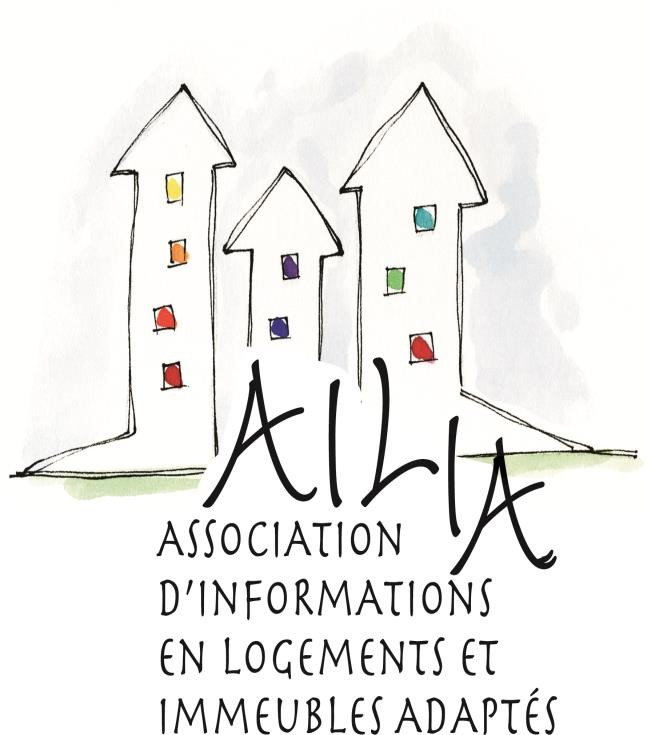 AILIA
ASSOCIATION
D'INFORMATIONS
EN LOGEMENTS ET
IMMEUBLES ADAPTÉS